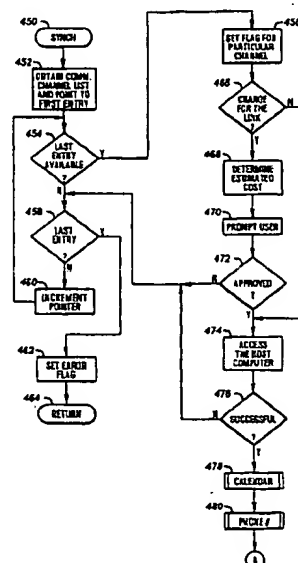 450
SYNCH
452
OBTAIN COMM.
CHANNEL LIST
AND POINT TO
FIRST ENTRY
454
LAST
ENTRY
AVAILABLE
?
Y
N
458
LAST
ENTRY
?
Y
N
460
INCREMENT
POINTER
462
SET ERROR
FLAG
464
RETURN
SET FLAG FOR
PARTICULAR
CHANNEL
CHARGE
FOR THE
LINK
?
N
Y
468
DETERMINE
ESTIMATED
COST
470
PROMPT USER
472
APPROVED
?
N
Y
474
ACCESS
THE HOST
COMPUTER
476
SUCCESSFUL
?
N
Y
478
CALENDAR
480
PHONE #
A